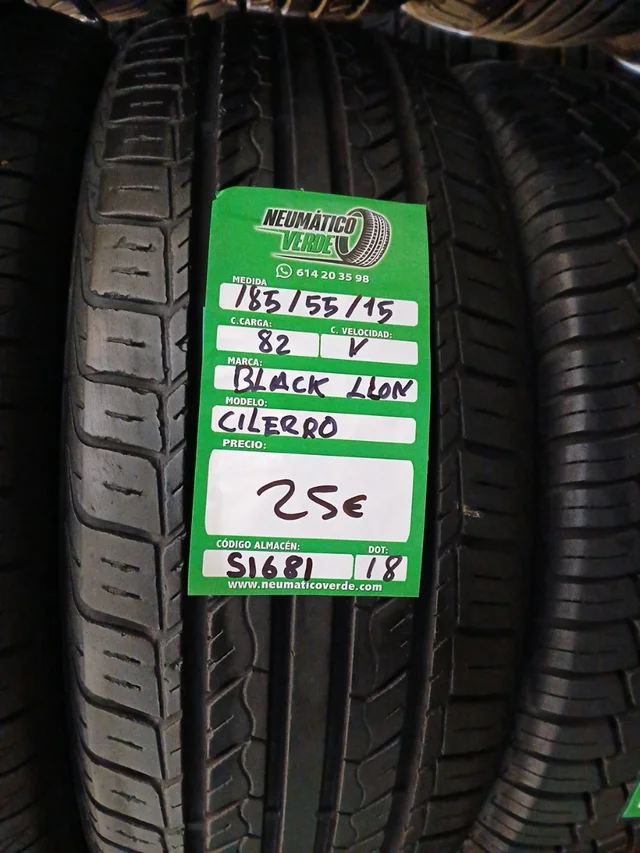 NEUMÁTICO
VERDE
614 20 35 98
MEDIDA
185/55/15
C.CARGA: C. VELOCIDAD:
82 V
MARCA:
BLACK LION
MODELO:
CILERRO
PRECIO:
25€
CÓDIGO ALMACÉN: DOT:
S1681 18
www.neumaticoverde.com